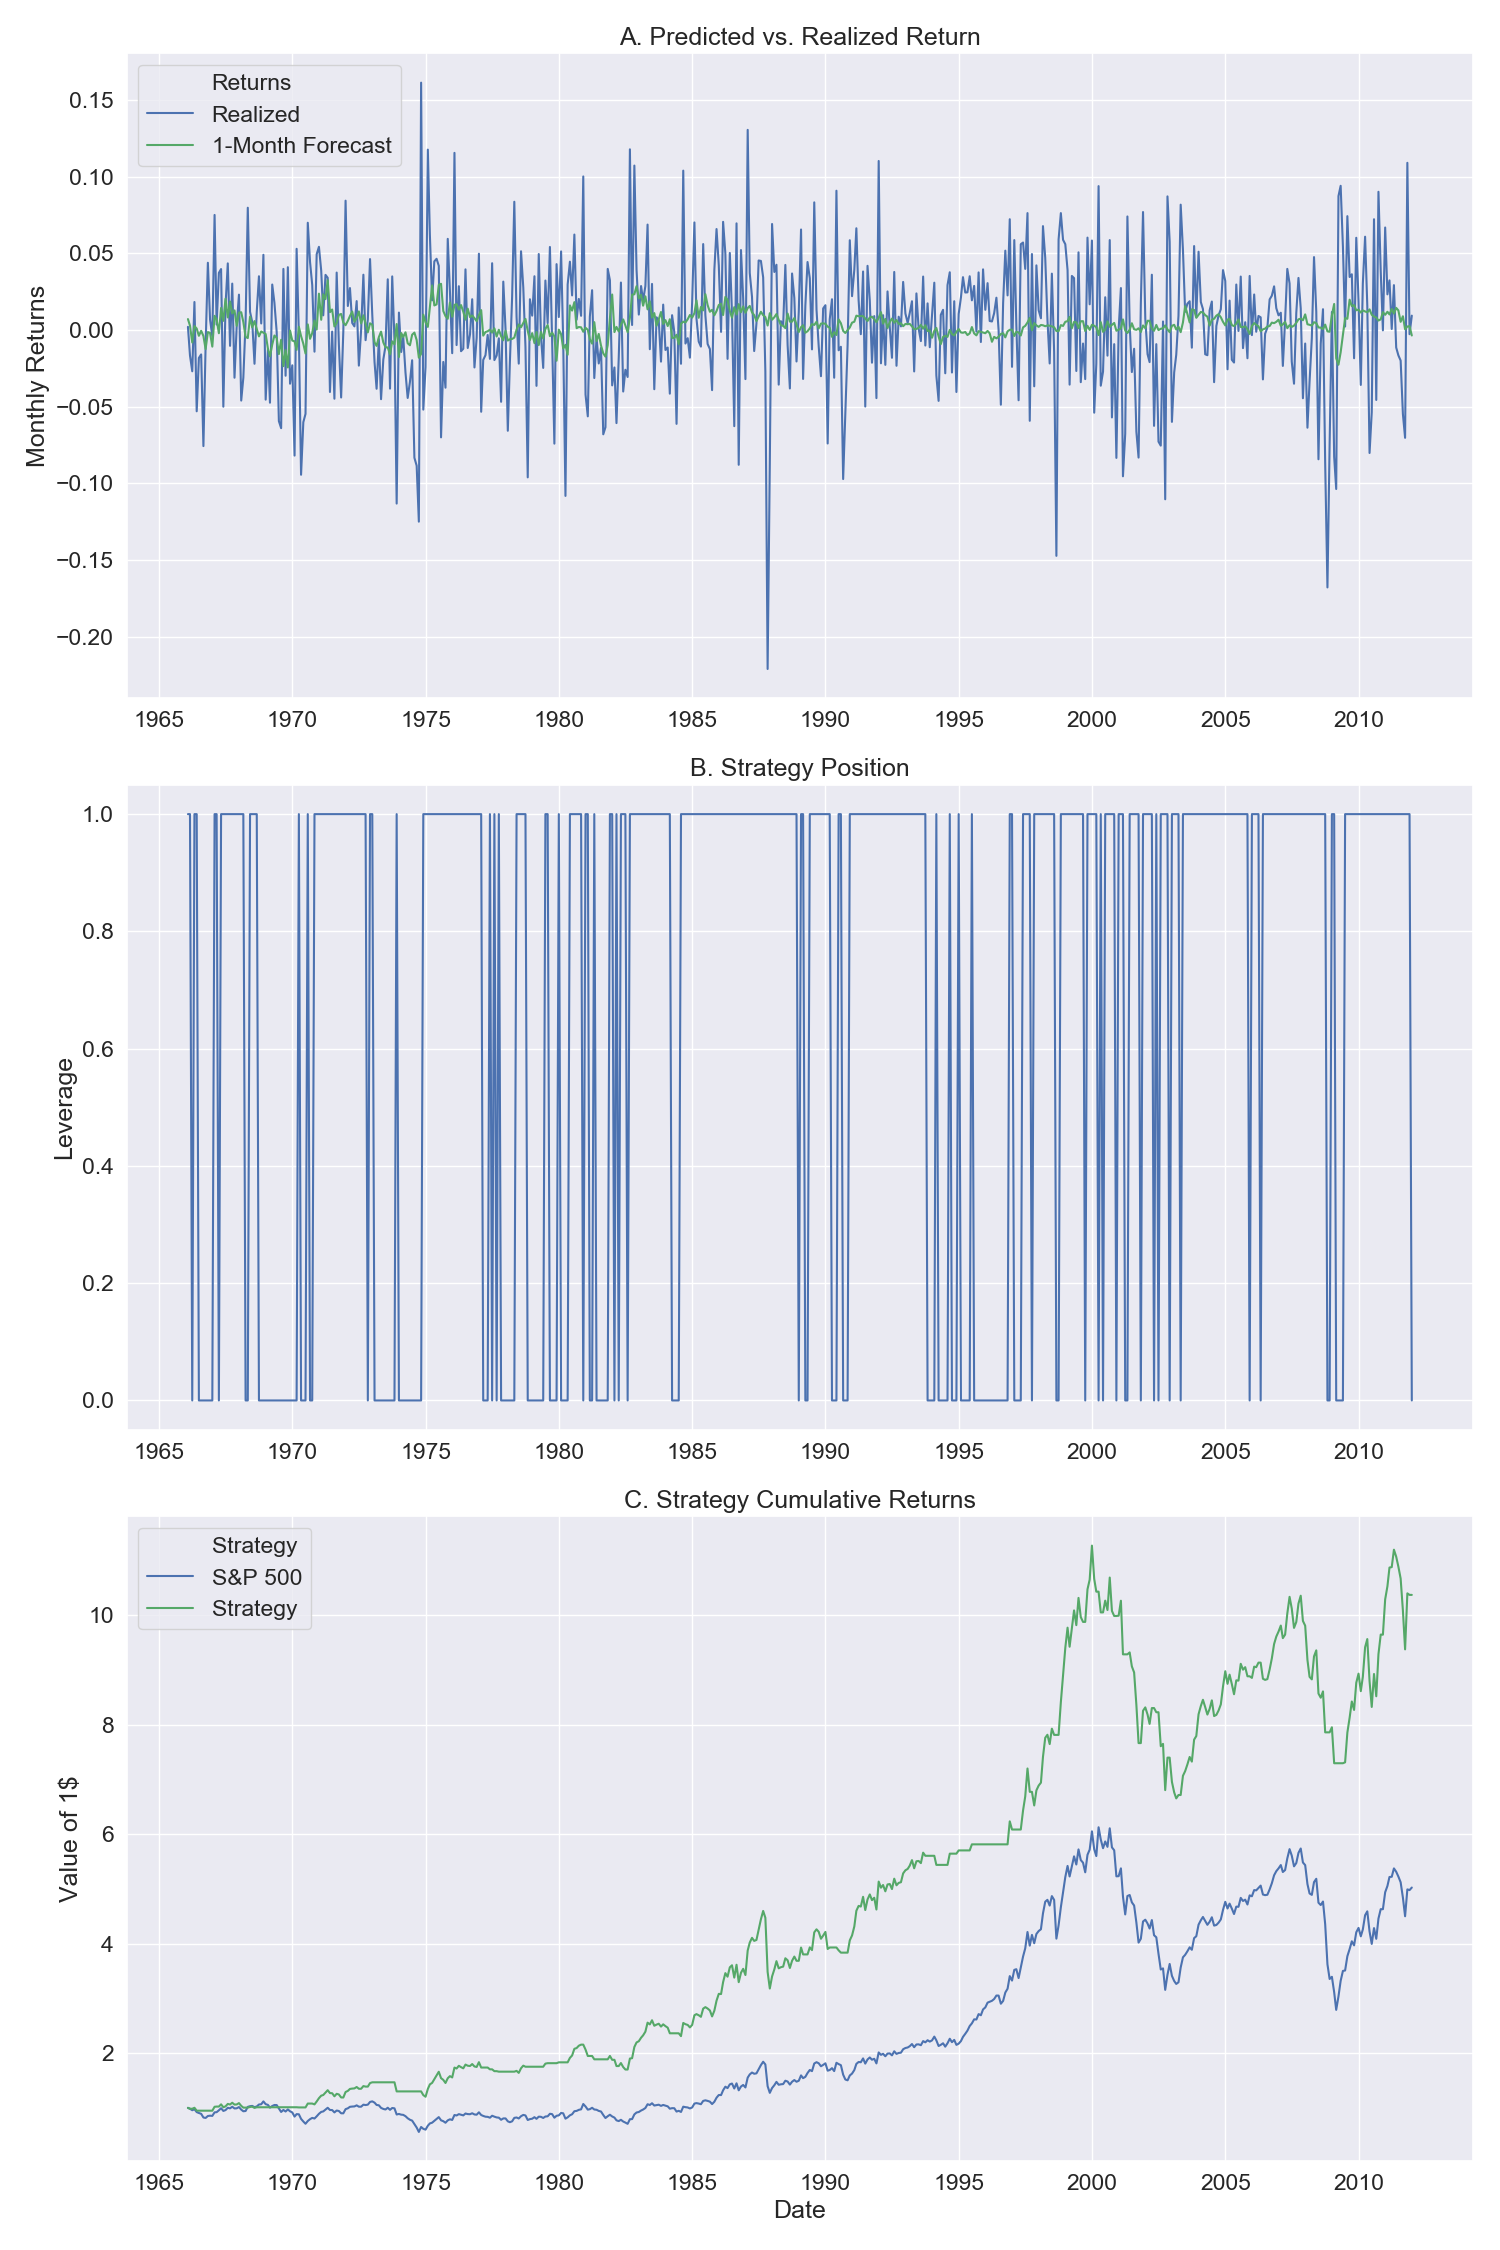 A. Predicted vs. Realized Return
Returns
Realized
1-Month Forecast
Monthly Returns
0.15
0.10
0.05
0.00
−0.05
−0.10
−0.15
−0.20
1965 1970 1975 1980 1985 1990 1995 2000 2005 2010
B. Strategy Position
Leverage
1.0
0.8
0.6
0.4
0.2
0.0
1965 1970 1975 1980 1985 1990 1995 2000 2005 2010
C. Strategy Cumulative Returns
Strategy
S&P 500
Strategy
Value of 1$
10
8
6
4
2
1965 1970 1975 1980 1985 1990 1995 2000 2005 2010
Date